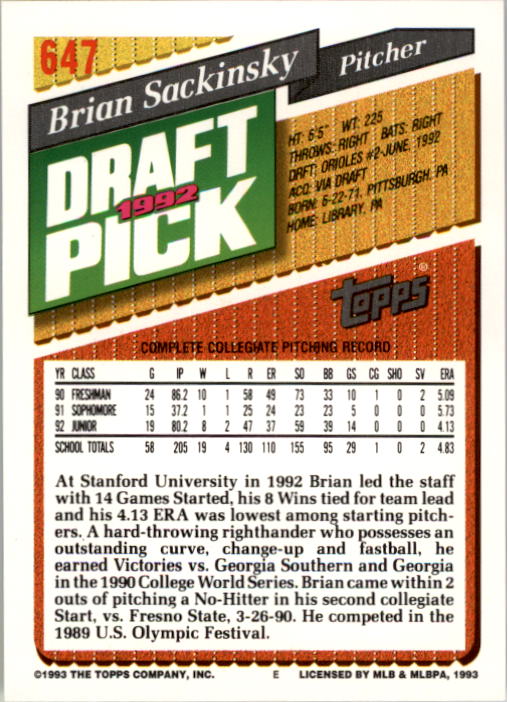 647
Brian Sackinsky
Pitcher
DRAFT
1992
PICK
HT: 6'5" WT: 225
THROWS: RIGHT BATS: RIGHT
DRFT: ORIOLES #2-JUNE, 1992
ACQ: VIA DRAFT
BORN: 6-22-71, PITTSBURGH, PA
HOME: LIBRARY, PA
topps®
COMPLETE COLLEGIATE PITCHING RECORD
YR CLASS G IP W L R ER SO BB GS CG SHO SV ERA
90 FRESHMAN 24 86.2 10 1 58 49 73 33 10 1 0 2 5.09
91 SOPHOMORE 15 37.2 1 1 25 24 23 23 5 0 0 0 5.73
92 JUNIOR 19 80.2 8 2 47 37 59 39 14 0 0 0 4.13
SCHOOL TOTALS 58 205 19 4 130 110 155 95 29 1 0 2 4.83
At Stanford University in 1992 Brian led the staff
with 14 Games Started, his 8 Wins tied for team lead
and his 4.13 ERA was lowest among starting pitch-
ers. A hard-throwing righthander who possesses an
outstanding curve, change-up and fastball, he
earned Victories vs. Georgia Southern and Georgia
in the 1990 College World Series. Brian came within 2
outs of pitching a No-Hitter in his second collegiate
Start, vs. Fresno State, 3-26-90. He competed in the
1989 U.S. Olympic Festival.
©1993 THE TOPPS COMPANY, INC. E LICENSED BY MLB & MLBPA, 1993